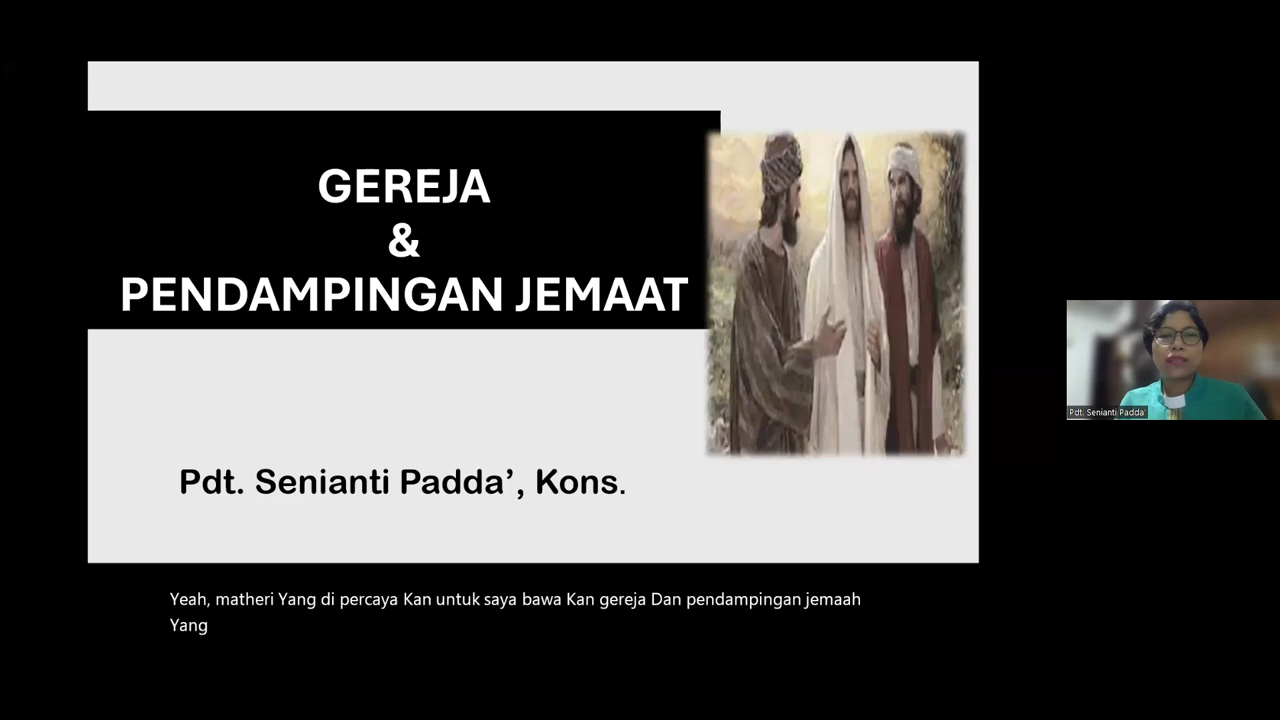 GEREJA
&
PENDAMPINGAN JEMAAT
Pdt. Senianti Padda’, Kons.
Pdt. Senianti Padda'
Yeah, matheri Yang di percaya Kan untuk saya bawa Kan gereja Dan pendampingan jemaah
Yang